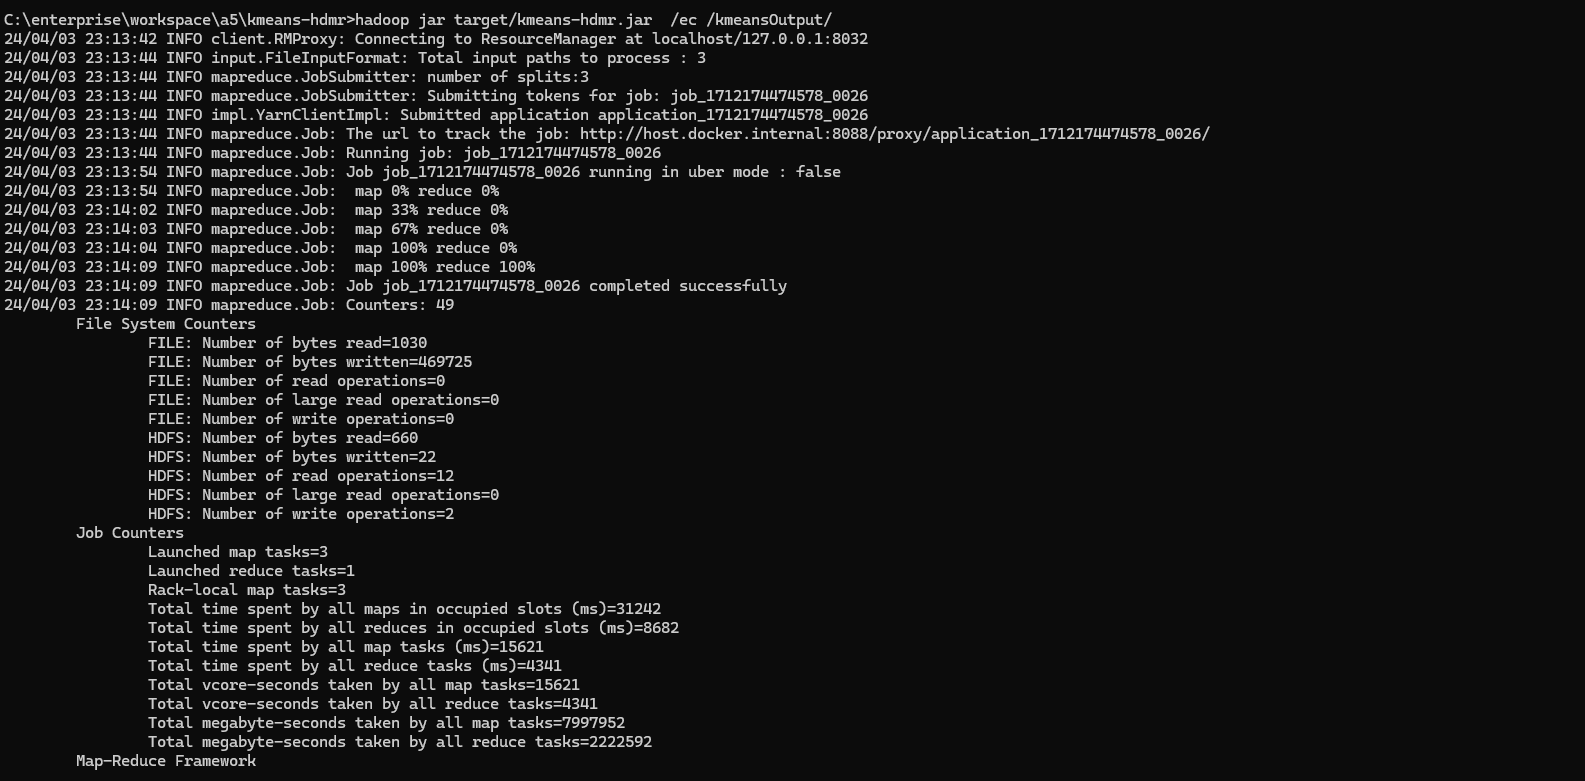 C:\enterprise\workspace\a5\kmeans-hdmr>hadoop jar target/kmeans-hdmr.jar  /ec /kmeansOutput/
24/04/03 23:13:42 INFO client.RMProxy: Connecting to ResourceManager at localhost/127.0.0.1:8032
24/04/03 23:13:44 INFO input.FileInputFormat: Total input paths to process : 3
24/04/03 23:13:44 INFO mapreduce.JobSubmitter: number of splits:3
24/04/03 23:13:44 INFO mapreduce.JobSubmitter: Submitting tokens for job: job_1712174474578_0026
24/04/03 23:13:44 INFO impl.YarnClientImpl: Submitted application application_1712174474578_0026
24/04/03 23:13:44 INFO mapreduce.Job: The url to track the job: http://host.docker.internal:8088/proxy/application_1712174474578_0026/
24/04/03 23:13:44 INFO mapreduce.Job: Running job: job_1712174474578_0026
24/04/03 23:13:54 INFO mapreduce.Job: Job job_1712174474578_0026 running in uber mode : false
24/04/03 23:13:54 INFO mapreduce.Job:  map 0% reduce 0%
24/04/03 23:14:02 INFO mapreduce.Job:  map 33% reduce 0%
24/04/03 23:14:03 INFO mapreduce.Job:  map 67% reduce 0%
24/04/03 23:14:04 INFO mapreduce.Job:  map 100% reduce 0%
24/04/03 23:14:09 INFO mapreduce.Job:  map 100% reduce 100%
24/04/03 23:14:09 INFO mapreduce.Job: Job job_1712174474578_0026 completed successfully
24/04/03 23:14:09 INFO mapreduce.Job: Counters: 49
File System Counters
FILE: Number of bytes read=1030
FILE: Number of bytes written=469725
FILE: Number of read operations=0
FILE: Number of large read operations=0
FILE: Number of write operations=0
HDFS: Number of bytes read=660
HDFS: Number of bytes written=22
HDFS: Number of read operations=12
HDFS: Number of large read operations=0
HDFS: Number of write operations=2
Job Counters
Launched map tasks=3
Launched reduce tasks=1
Rack-local map tasks=3
Total time spent by all maps in occupied slots (ms)=31242
Total time spent by all reduces in occupied slots (ms)=8682
Total time spent by all map tasks (ms)=15621
Total time spent by all reduce tasks (ms)=4341
Total vcore-seconds taken by all map tasks=15621
Total vcore-seconds taken by all reduce tasks=4341
Total megabyte-seconds taken by all map tasks=7997952
Total megabyte-seconds taken by all reduce tasks=2222592
Map-Reduce Framework